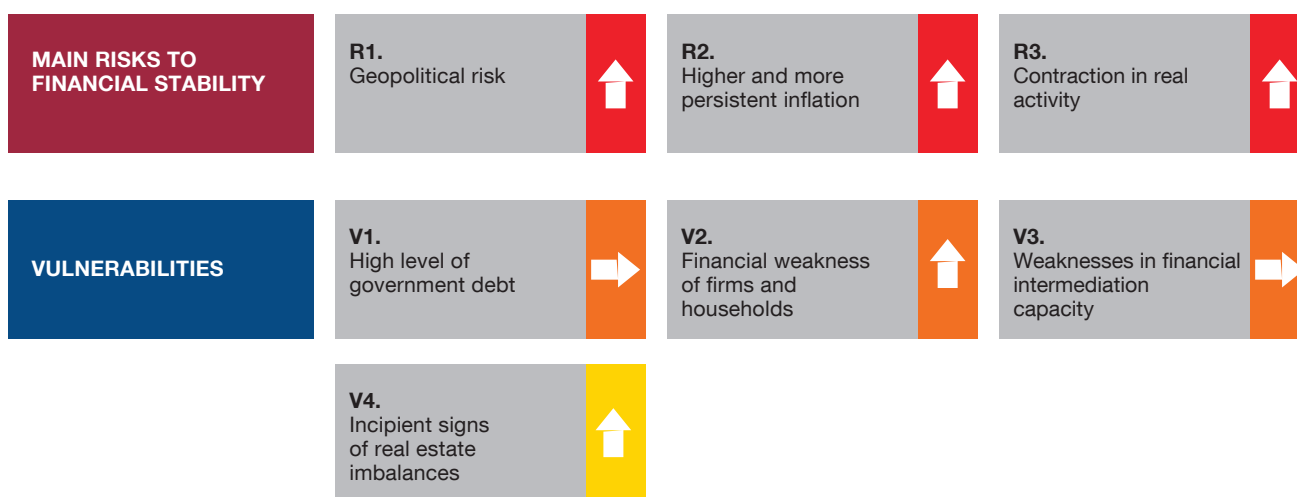 MAIN RISKS TO
FINANCIAL STABILITY
R1.
Geopolitical risk
R2.
Higher and more
persistent inflation
R3.
Contraction in real
activity
VULNERABILITIES
V1.
High level of
government debt
V2.
Financial weakness
of firms and
households
V3.
Weaknesses in financial
intermediation
capacity
V4.
Incipient signs
of real estate
imbalances